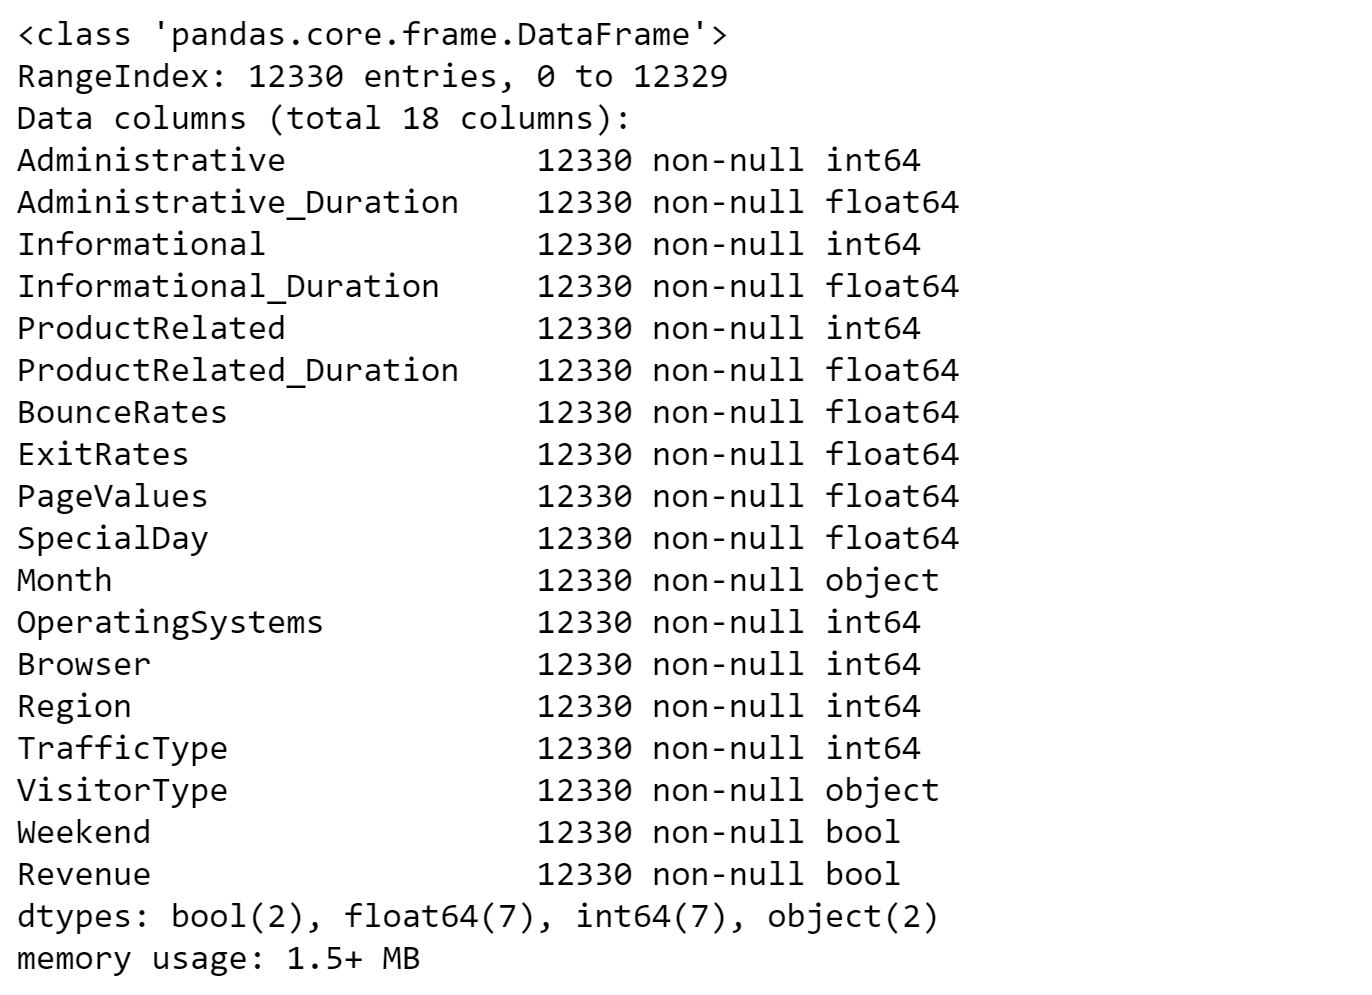 <class 'pandas.core.frame.DataFrame'>
RangeIndex: 12330 entries, 0 to 12329
Data columns (total 18 columns):
Administrative             12330 non-null int64
Administrative_Duration    12330 non-null float64
Informational              12330 non-null int64
Informational_Duration     12330 non-null float64
ProductRelated             12330 non-null int64
ProductRelated_Duration    12330 non-null float64
BounceRates                12330 non-null float64
ExitRates                  12330 non-null float64
PageValues                 12330 non-null float64
SpecialDay                 12330 non-null float64
Month                      12330 non-null object
OperatingSystems           12330 non-null int64
Browser                    12330 non-null int64
Region                     12330 non-null int64
TrafficType                12330 non-null int64
VisitorType                12330 non-null object
Weekend                    12330 non-null bool
Revenue                    12330 non-null bool
dtypes: bool(2), float64(7), int64(7), object(2)
memory usage: 1.5+ MB